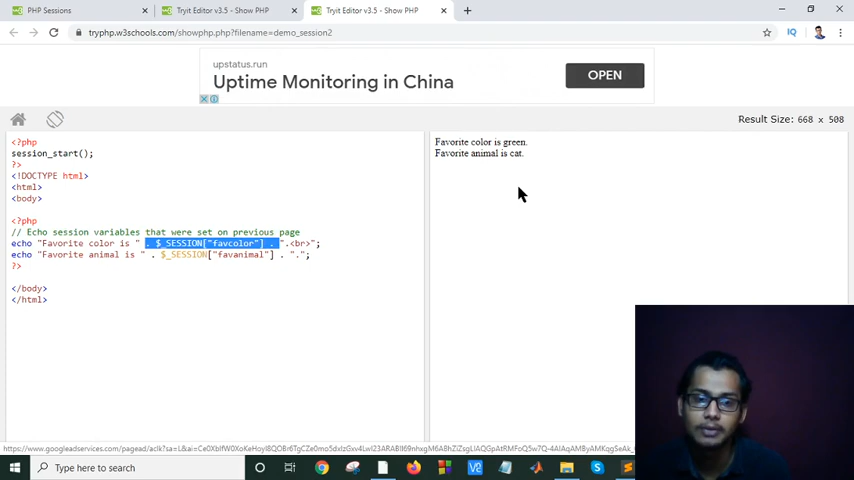 PHP Sessions
Tryit Editor v3.5 - Show PHP
Tryit Editor v3.5 - Show PHP
tryphp.w3schools.com/showphp.php?filename=demo_session2
IQ
upstatus.run
Uptime Monitoring in China
OPEN
Result Size: 668 x 508
<?php
session_start();
?>
<!DOCTYPE html>
<html>
<body>
<?php
// Echo session variables that were set on previous page
echo "Favorite color is " . $_SESSION["favcolor"] . ".<br>";
echo "Favorite animal is " . $_SESSION["favanimal"] . ".";
?>
</body>
</html>
Favorite color is green.
Favorite animal is cat.
Type here to search